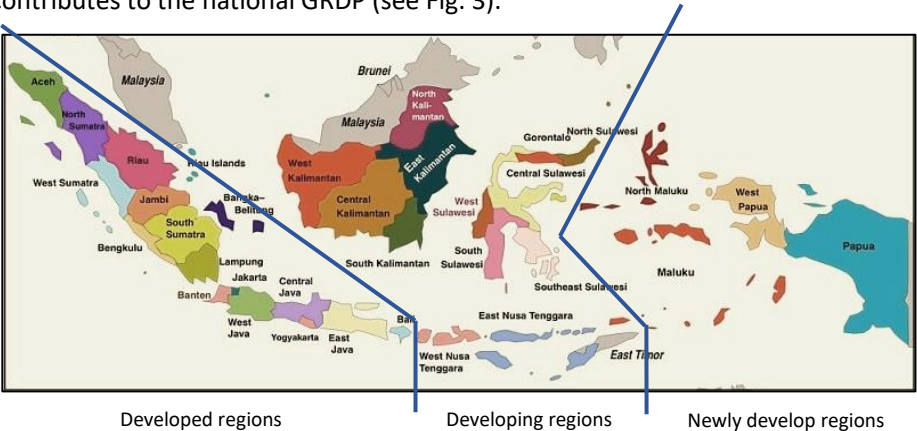 contributes to the national GRDP (see Fig. 3).
Aceh
Malaysia
Brunei
North
Sumatra
North
Kali-
mantan
Malaysia
Riau
Riau Islands
West
Kalimantan
East
Kalimantan
Gorontalo
North Sulawesi
Central Sulawesi
West Sumatra
Jambi
Bangka–
Belitung
Central
Kalimantan
West
Sulawesi
North Maluku
West
Papua
South
Sumatra
Bengkulu
Lampung
South Kalimantan
South
Sulawesi
Southeast Sulawesi
Maluku
Papua
Jakarta
Banten
Central
Java
West
Java
Yogyakarta
East
Java
Bali
East Nusa Tenggara
West Nusa
Tenggara
East Timor
Developed regions
Developing regions
Newly develop regions